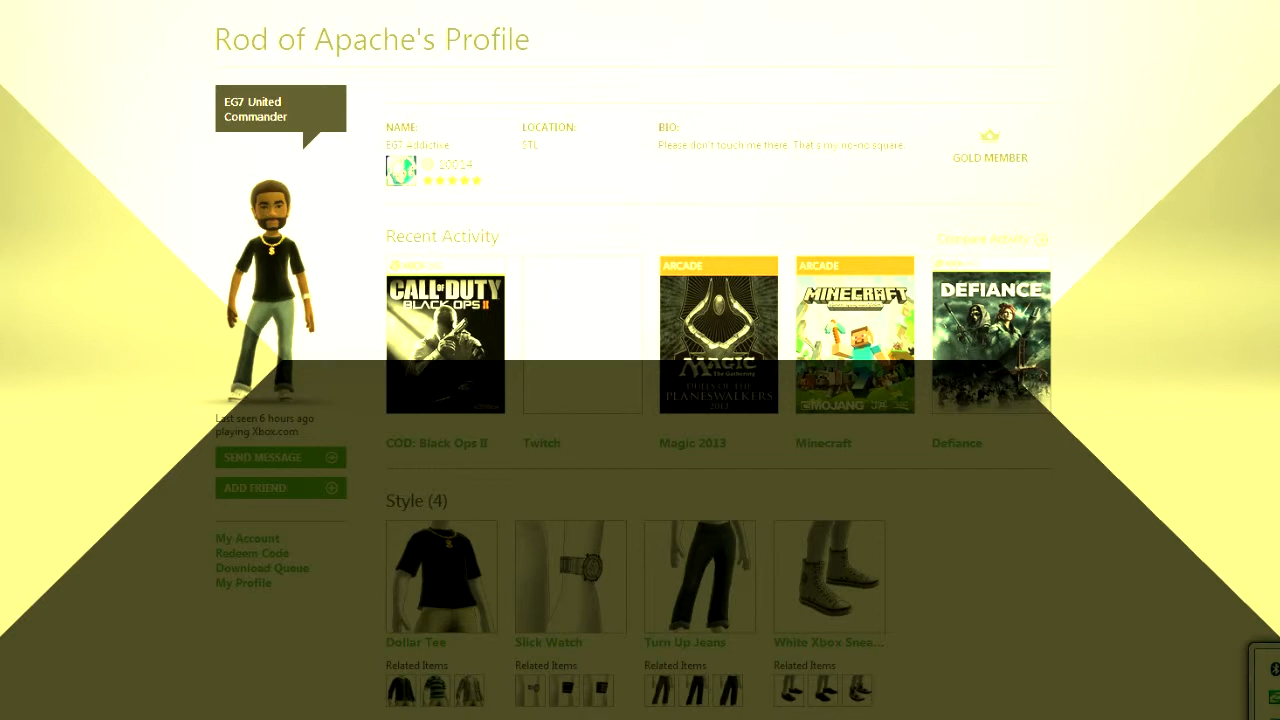 Rod of Apache's Profile
EG7 United
Commander
NAME:
EG7 Addictive
10014
LOCATION:
STL
BIO:
Please don't touch me there. That's my no-no square.
GOLD MEMBER
Recent Activity
Compare Activity
CALL OF DUTY
BLACK OPS II
ARCADE
MAGIC
The Gathering
DUELS OF THE
PLANESWALKERS
2013
ARCADE
MINECRAFT
MOJANG
DEFIANCE
Last seen 6 hours ago
playing Xbox.com
COD: Black Ops II
Twitch
Magic 2013
Minecraft
Defiance
SEND MESSAGE
ADD FRIEND
My Account
Redeem Code
Download Queue
My Profile
Style (4)
Dollar Tee
Slick Watch
Turn Up Jeans
White Xbox Snea...
Related Items
Related Items
Related Items
Related Items